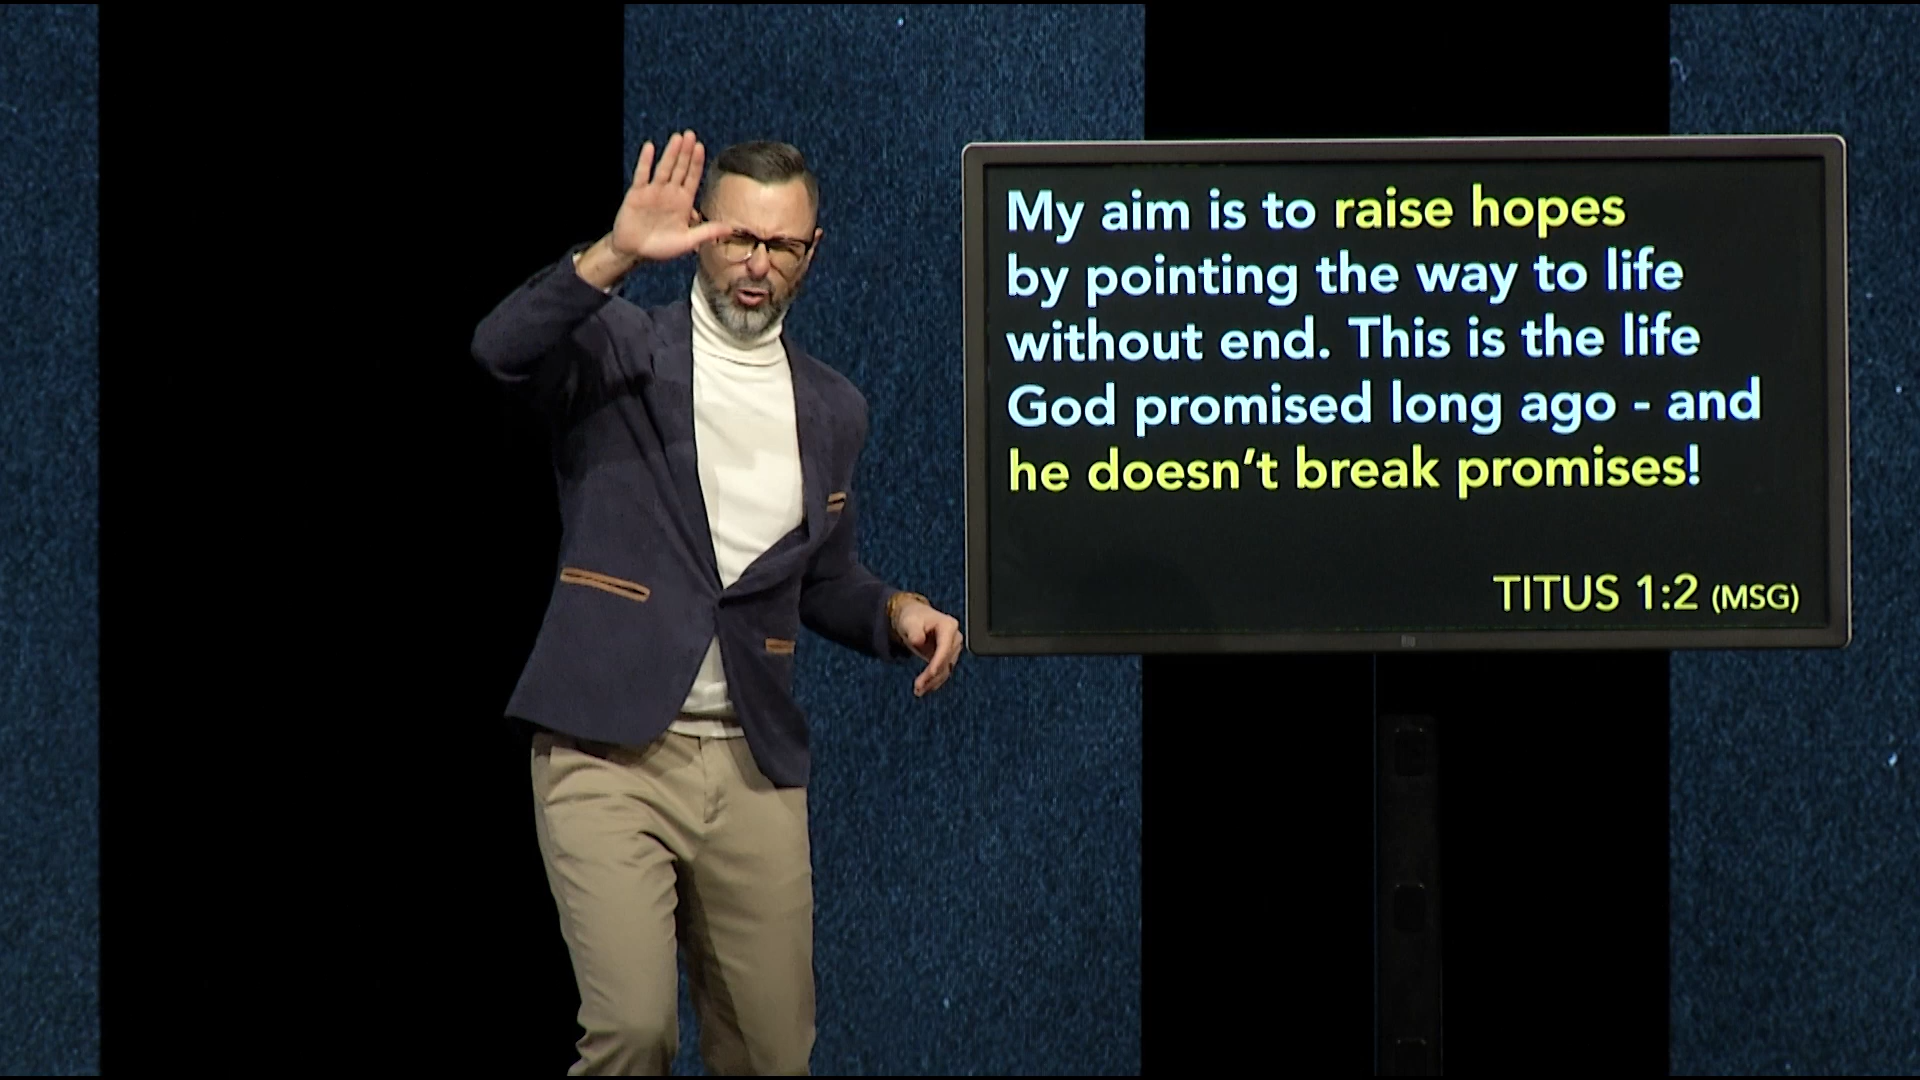 My aim is to raise hopes
by pointing the way to life
without end. This is the life
God promised long ago - and
he doesn't break promises!
TITUS 1:2 (MSG)